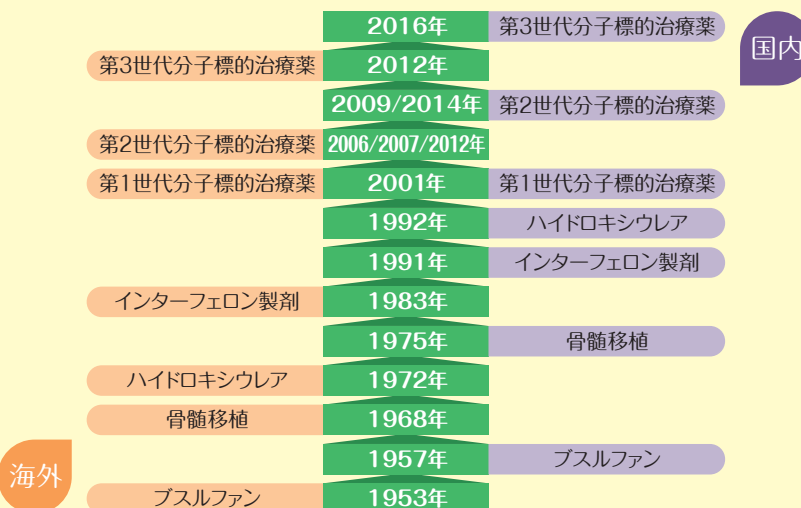 2016年 第3世代分子標的治療薬
国内
第3世代分子標的治療薬 2012年
2009/2014年 第2世代分子標的治療薬
第2世代分子標的治療薬 2006/2007/2012年
第1世代分子標的治療薬 2001年 第1世代分子標的治療薬
1992年 ハイドロキシウレア
1991年 インターフェロン製剤
インターフェロン製剤 1983年
1975年 骨髄移植
ハイドロキシウレア 1972年
骨髄移植 1968年
1957年 ブスルファン
海外
ブスルファン 1953年